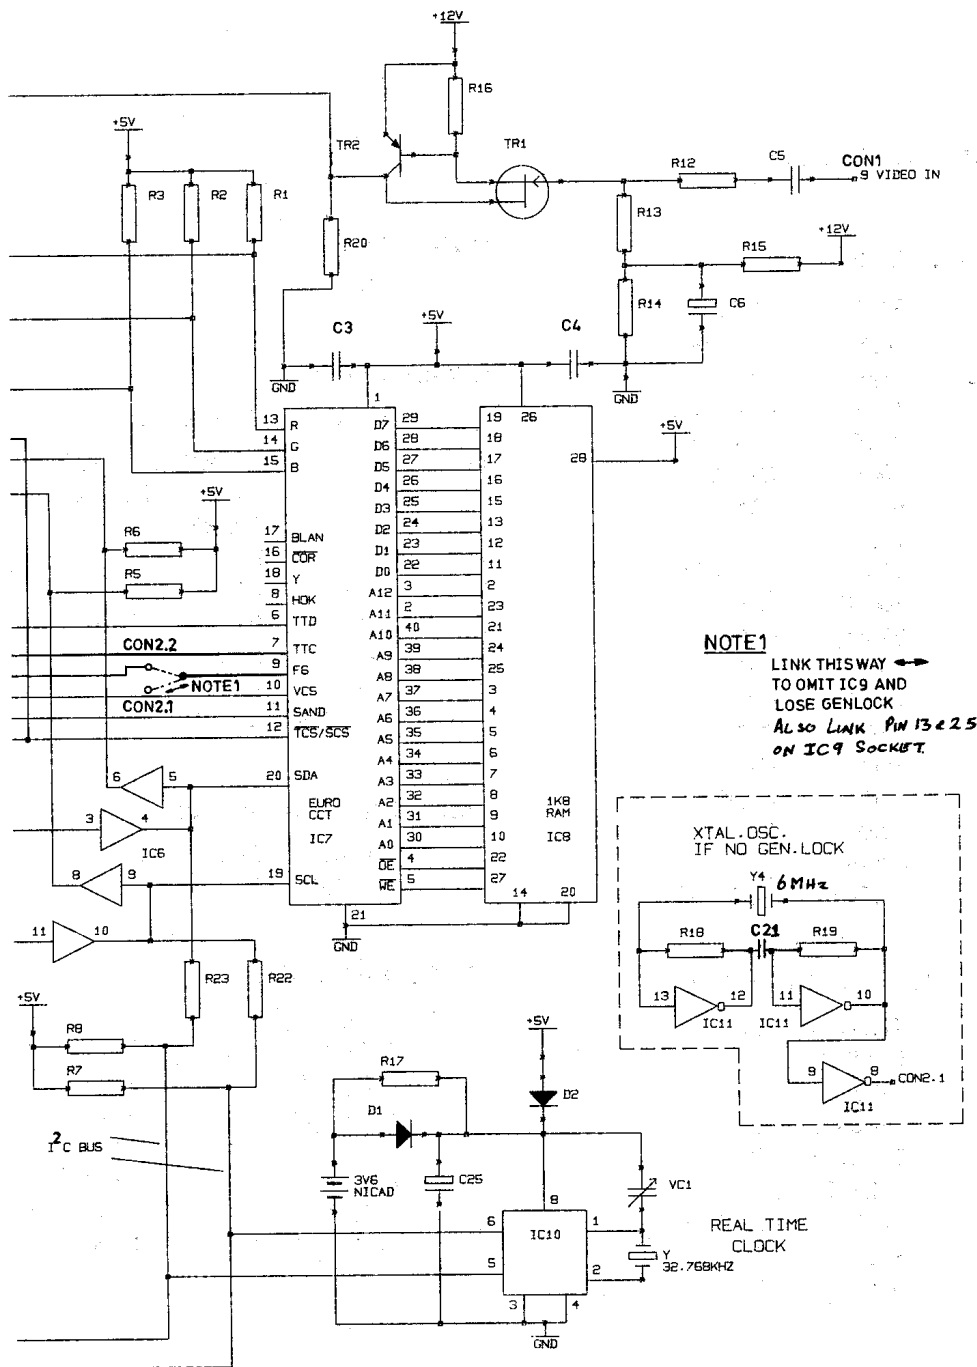 +12V
R16
TR2
TR1
+5V
R3
R2
R1
R12
C5
CON1
9 VIDEO IN
R13
R20
R15
+12V
R14
C6
C3
+5V
C4
GND
GND
1
26
13
R
14
G
15
B
D7
29
19
D6
28
18
D5
27
17
D4
26
16
D3
25
15
D2
24
13
D1
23
12
D0
22
11
A12
3
2
A11
2
23
A10
40
21
A9
39
24
A8
38
25
A7
37
3
A6
36
4
A5
35
5
A4
34
6
A3
33
7
A2
32
8
A1
31
9
A0
30
10
OE
4
22
WE
5
27
28
+5V
+5V
R6
R5
17
BLAN
16
COR
18
Y
8
HOK
6
TTD
7
TTC
CON2.2
9
F6
NOTE1
10
VCS
CON2.1
11
SAND
12
TCS/SCS
6
5
20
SDA
3
4
IC6
EURO
CCT
IC7
1K8
RAM
IC8
8
9
19
SCL
11
10
21
14
20
GND
NOTE1
LINK THIS WAY ↔
TO OMIT IC9 AND
LOSE GENLOCK
ALSO LINK PIN 13 & 25
ON IC9 SOCKET.
XTAL.OSC.
IF NO GEN.LOCK
Y4
6MHz
R18
C21
R19
13
12
11
10
IC11
IC11
9
8
CON2.1
IC11
R23
R22
+5V
R8
R7
I²C BUS
R17
+5V
D2
D1
3V6
NICAD
C25
VC1
8
6
IC10
1
5
2
3
4
Y
32.768KHZ
REAL TIME
CLOCK
GND